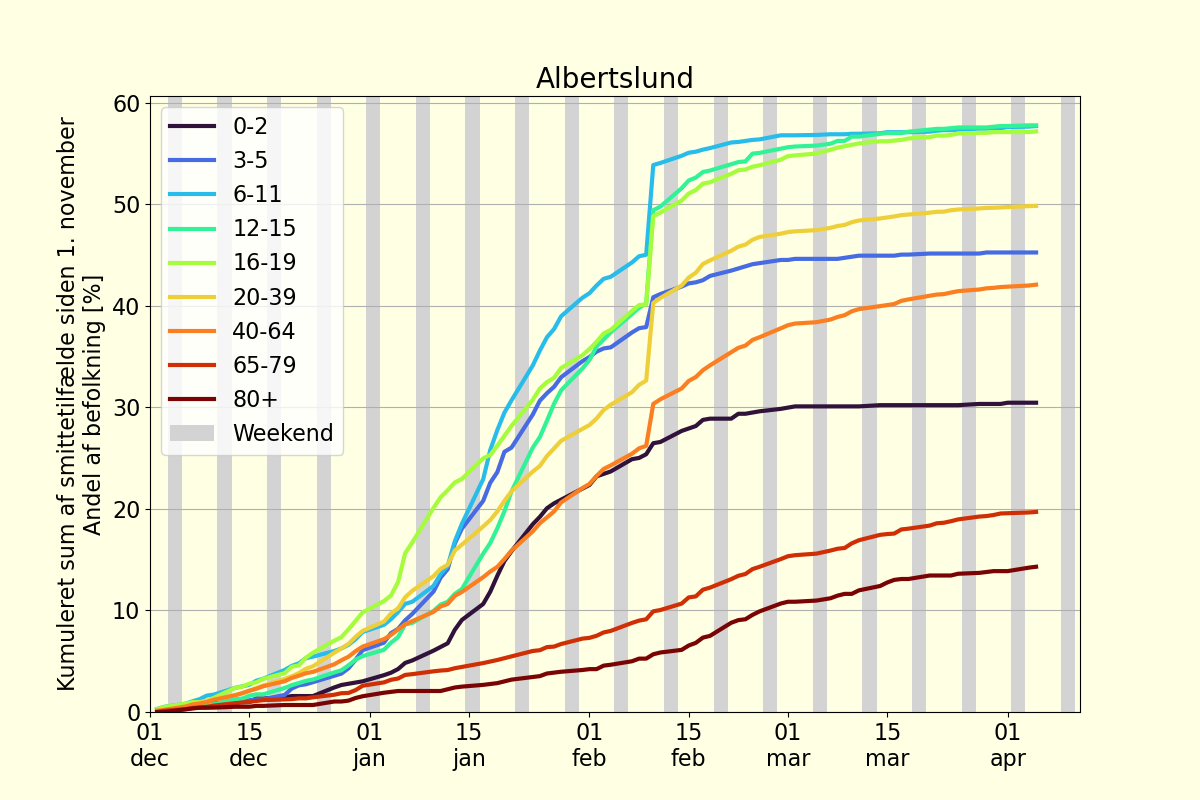 Albertslund
Kumuleret sum af smittetilfælde siden 1. november
Andel af befolkning [%]
60
50
40
30
20
10
0
0-2
3-5
6-11
12-15
16-19
20-39
40-64
65-79
80+
Weekend
01 15 01 15 01 15 01 15 01
dec dec jan jan feb feb mar mar apr